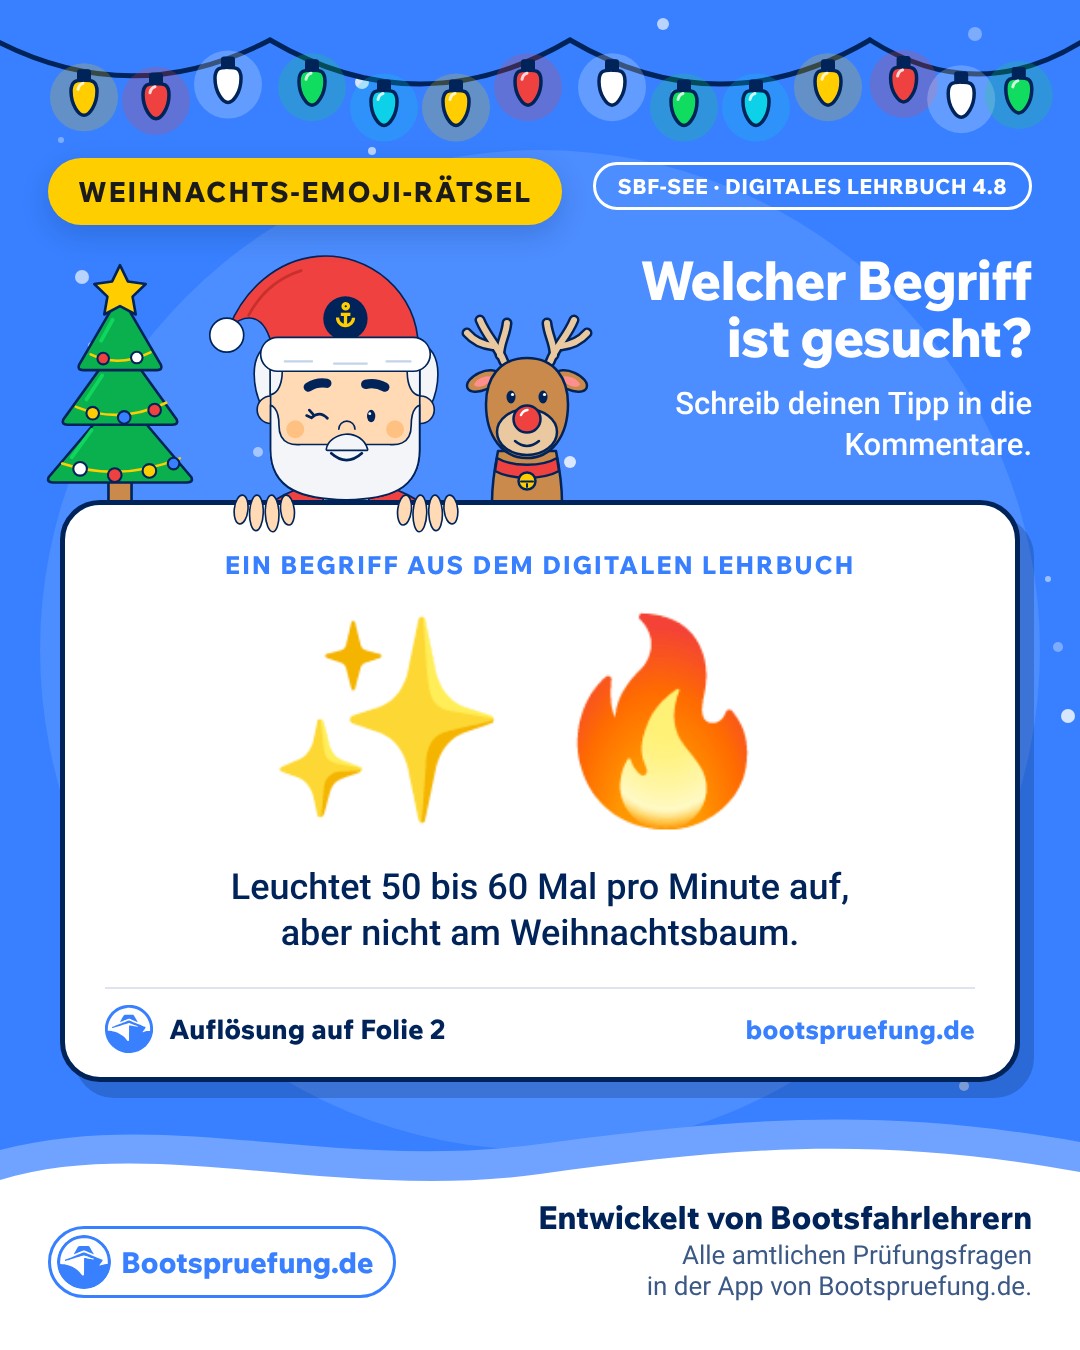 WEIHNACHTS-EMOJI-RÄTSEL
SBF-SEE · DIGITALES LEHRBUCH 4.8
Welcher Begriff
ist gesucht?
Schreib deinen Tipp in die
Kommentare.
EIN BEGRIFF AUS DEM DIGITALEN LEHRBUCH
Leuchtet 50 bis 60 Mal pro Minute auf,
aber nicht am Weihnachtsbaum.
Auflösung auf Folie 2
bootspruefung.de
Entwickelt von Bootsfahrlehrern
Alle amtlichen Prüfungsfragen
in der App von Bootspruefung.de.
Bootspruefung.de